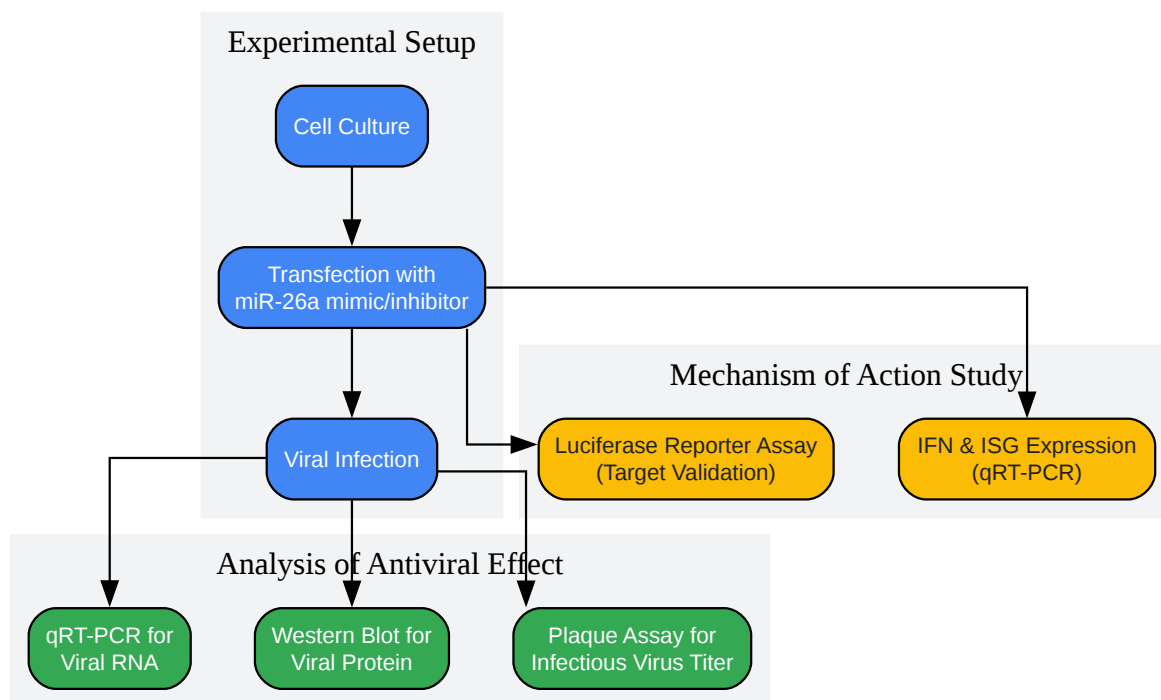 Experimental Setup
Cell Culture
Transfection with
miR-26a mimic/inhibitor
Mechanism of Action Study
Viral Infection
Luciferase Reporter Assay
(Target Validation)
IFN & ISG Expression
(qRT-PCR)
Analysis of Antiviral Effect
qRT-PCR for
Viral RNA
Western Blot for
Viral Protein
Plaque Assay for
Infectious Virus Titer